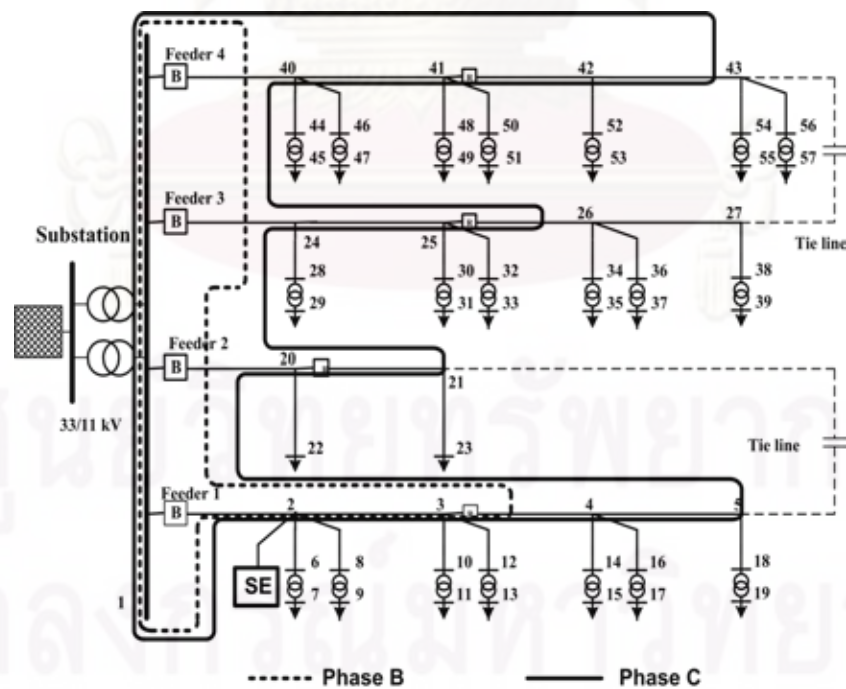 Feeder 4
B
40 41 42 43
44 46 48 50 52 54 56
45 47 49 51 53 55 57
Feeder 3
B
26 27
Substation
24 25
Tie line
28 30 32 34 36 38
29 31 33 35 37 39
Feeder 2
B
20
21
33/11 kV
22 23
Tie line
Feeder 1
B
2 3 4 5
SE
6 8 10 12 14 16 18
7 9 11 13 15 17 19
1
Phase B Phase C